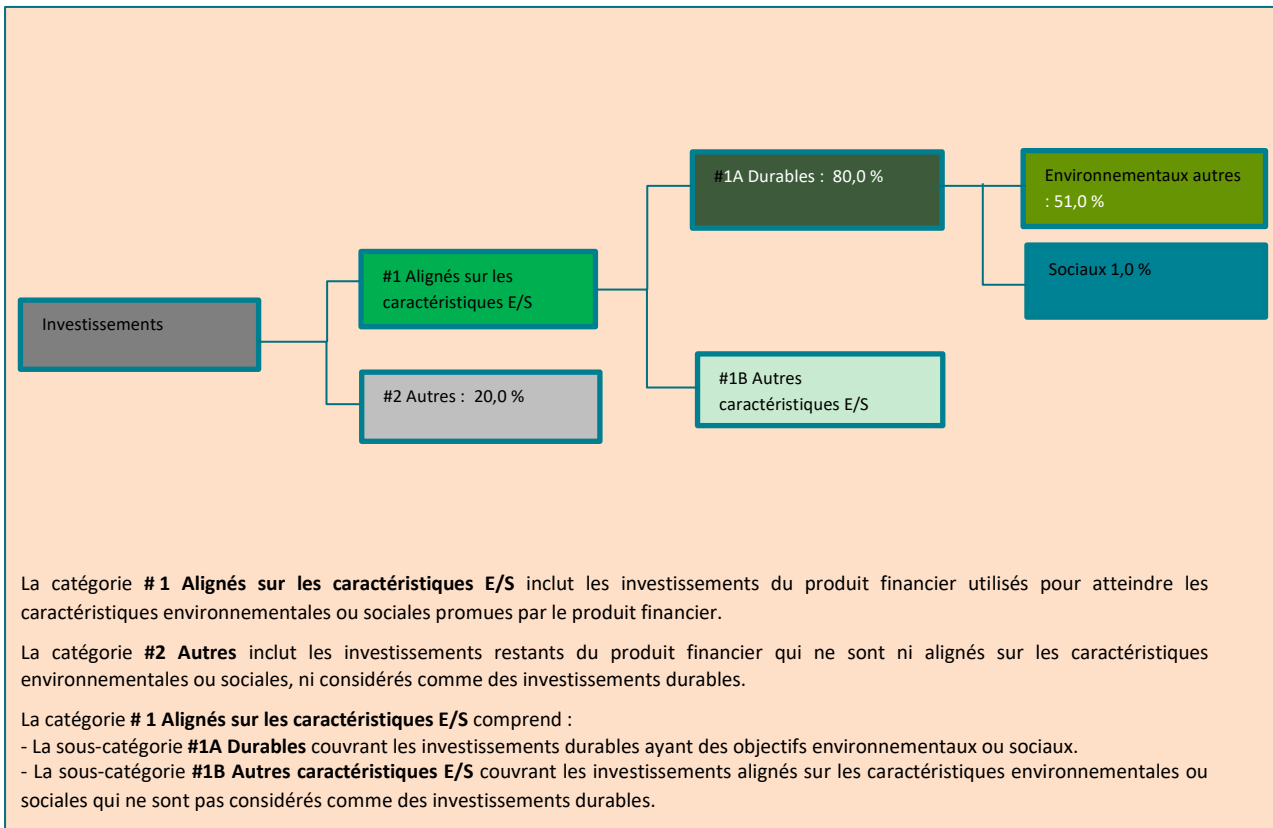 #1A Durables : 80,0 %
Environnementaux autres
: 51,0 %
#1 Alignés sur les
caractéristiques E/S
Sociaux 1,0 %
Investissements
#2 Autres : 20,0 %
#1B Autres
caractéristiques E/S
La catégorie # 1 Alignés sur les caractéristiques E/S inclut les investissements du produit financier utilisés pour atteindre les
caractéristiques environnementales ou sociales promues par le produit financier.
La catégorie #2 Autres inclut les investissements restants du produit financier qui ne sont ni alignés sur les caractéristiques
environnementales ou sociales, ni considérés comme des investissements durables.
La catégorie # 1 Alignés sur les caractéristiques E/S comprend :
- La sous-catégorie #1A Durables couvrant les investissements durables ayant des objectifs environnementaux ou sociaux.
- La sous-catégorie #1B Autres caractéristiques E/S couvrant les investissements alignés sur les caractéristiques environnementales ou
sociales qui ne sont pas considérés comme des investissements durables.